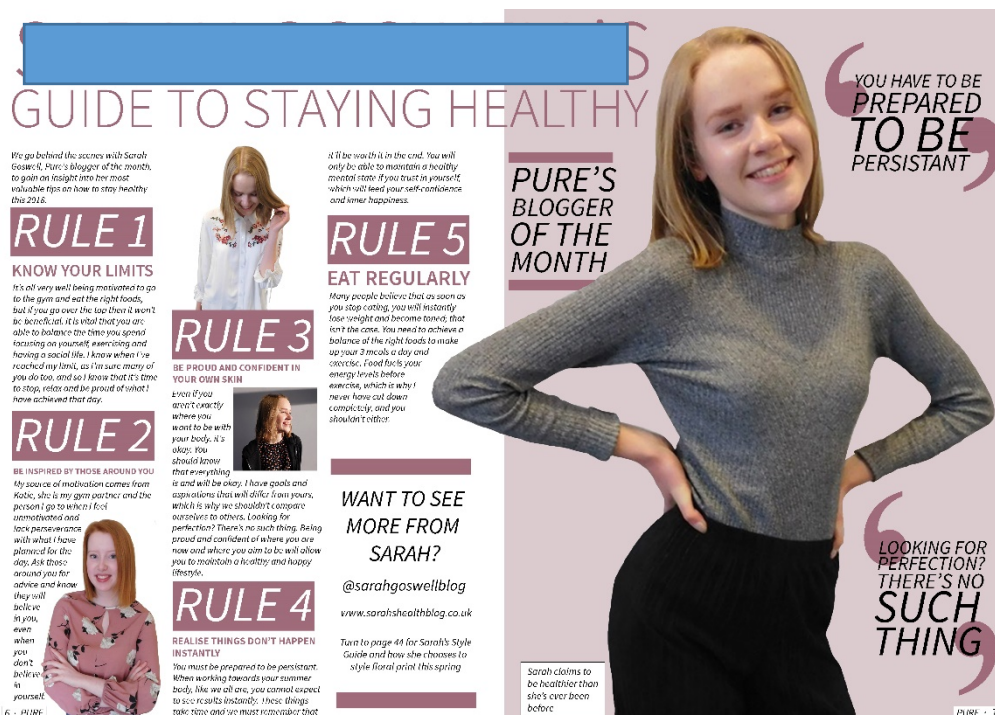 'S
GUIDE TO STAYING HEALTHY
We go behind the scenes with Sarah
Goswell, Pure's blogger of the month,
to gain an insight into her most
valuable tips on how to stay healthy
this 2016.
RULE 1
KNOW YOUR LIMITS
It's all very well being motivated to go
to the gym and eat the right foods,
but if you go over the top then it won't
be beneficial. It is vital that you are
able to balance the time you spend
focusing on yourself, exercising and
having a social life. I know when I've
reached my limit, as I'm sure many of
you do too, and so I know that it's time
to stop, relax and be proud of what I
have achieved that day.
RULE 2
BE INSPIRED BY THOSE AROUND YOU
My source of motivation comes from
Katie, she is my gym partner and the
person I go to when I feel
unmotivated and
lack perseverance
with what I have
planned for the
day. Ask those
around you for
advice and know
they will
believe
in you,
even
when
you
don't
believe
in
yourself.
RULE 3
BE PROUD AND CONFIDENT IN
YOUR OWN SKIN
Even if you
aren't exactly
where you
want to be with
your body, it's
okay. You
should know
that everything
is and will be okay. I have goals and
aspirations that will differ from yours,
which is why we shouldn't compare
ourselves to others. Looking for
perfection? There's no such thing. Being
proud and confident of where you are
now and where you aim to be will allow
you to maintain a healthy and happy
lifestyle.
RULE 4
REALISE THINGS DON'T HAPPEN
INSTANTLY
You must be prepared to be persistant.
When working towards your summer
body, like we all are, you cannot expect
to see results instantly. These things
take time and we must remember that
it'll be worth it in the end. You will
only be able to maintain a healthy
mental state if you trust in yourself,
which will feed your self-confidence
and inner happiness.
RULE 5
EAT REGULARLY
Many people believe that as soon as
you stop eating, you will instantly
lose weight and become toned; that
isn't the case. You need to achieve a
balance of the right foods to make
up your 3 meals a day and
exercise. Food fuels your
energy levels before
exercise, which is why I
never have cut down
completely, and you
shouldn't either.
WANT TO SEE
MORE FROM
SARAH?
@sarahgoswellblog
www.sarahshealthblog.co.uk
Turn to page 44 for Sarah's Style
Guide and how she chooses to
style floral print this spring
6 - PURE
PURE'S
BLOGGER
OF THE
MONTH
YOU HAVE TO BE
PREPARED
TO BE
PERSISTANT
LOOKING FOR
PERFECTION?
THERE'S NO
SUCH
THING
Sarah claims to
be healthier than
she's ever been
before
PURE - 7